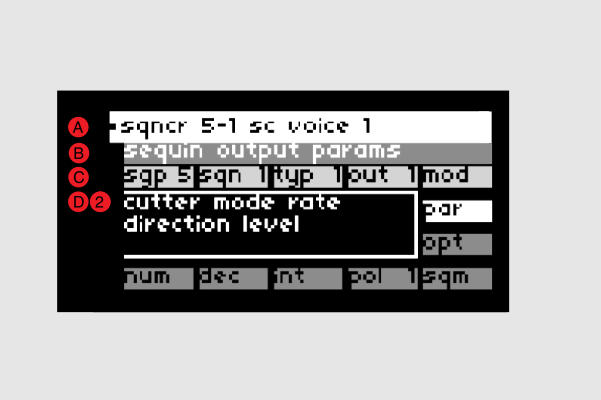 A sqncr 5-1 sc voice 1
B sequin output params
C sgp 5 sqn 1 typ 1 out 1 mod
D 2 cutter mode rate par
direction level
opt
num dec int pol 1 sqm